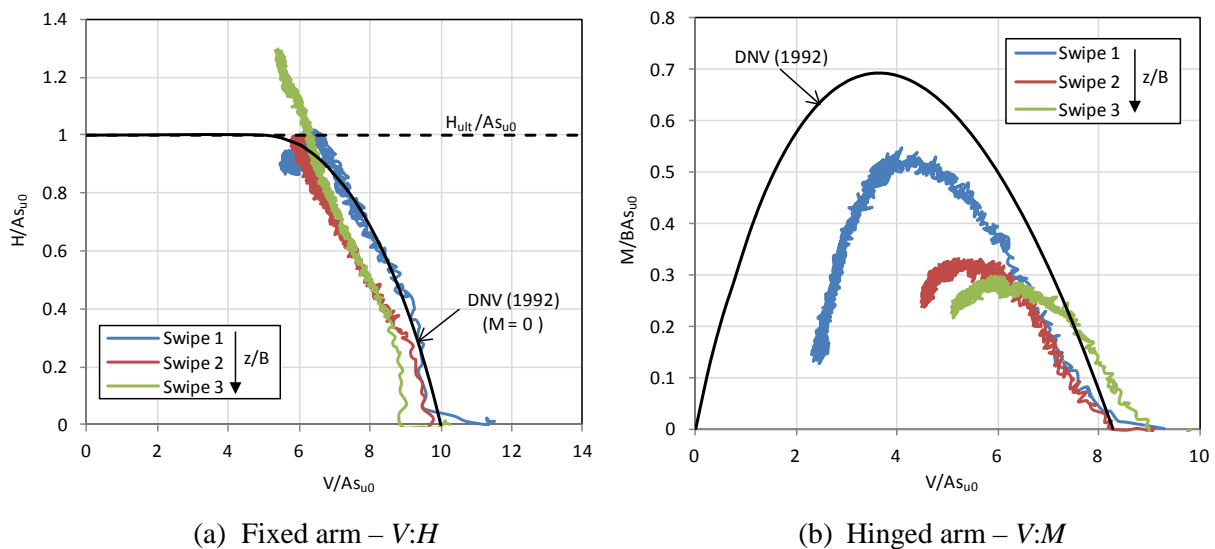 1.4
1.2
1
0.8
0.6
0.4
0.2
0
H/As_u0
H_ult/As_u0
DNV (1992)
(M = 0 )
Swipe 1
Swipe 2
Swipe 3
z/B
0 2 4 6 8 10 12 14
V/As_u0
(a) Fixed arm – V:H
0.8
0.7
0.6
0.5
0.4
0.3
0.2
0.1
0
M/BAs_u0
DNV (1992)
Swipe 1
Swipe 2
Swipe 3
z/B
0 2 4 6 8 10
V/As_u0
(b) Hinged arm – V:M